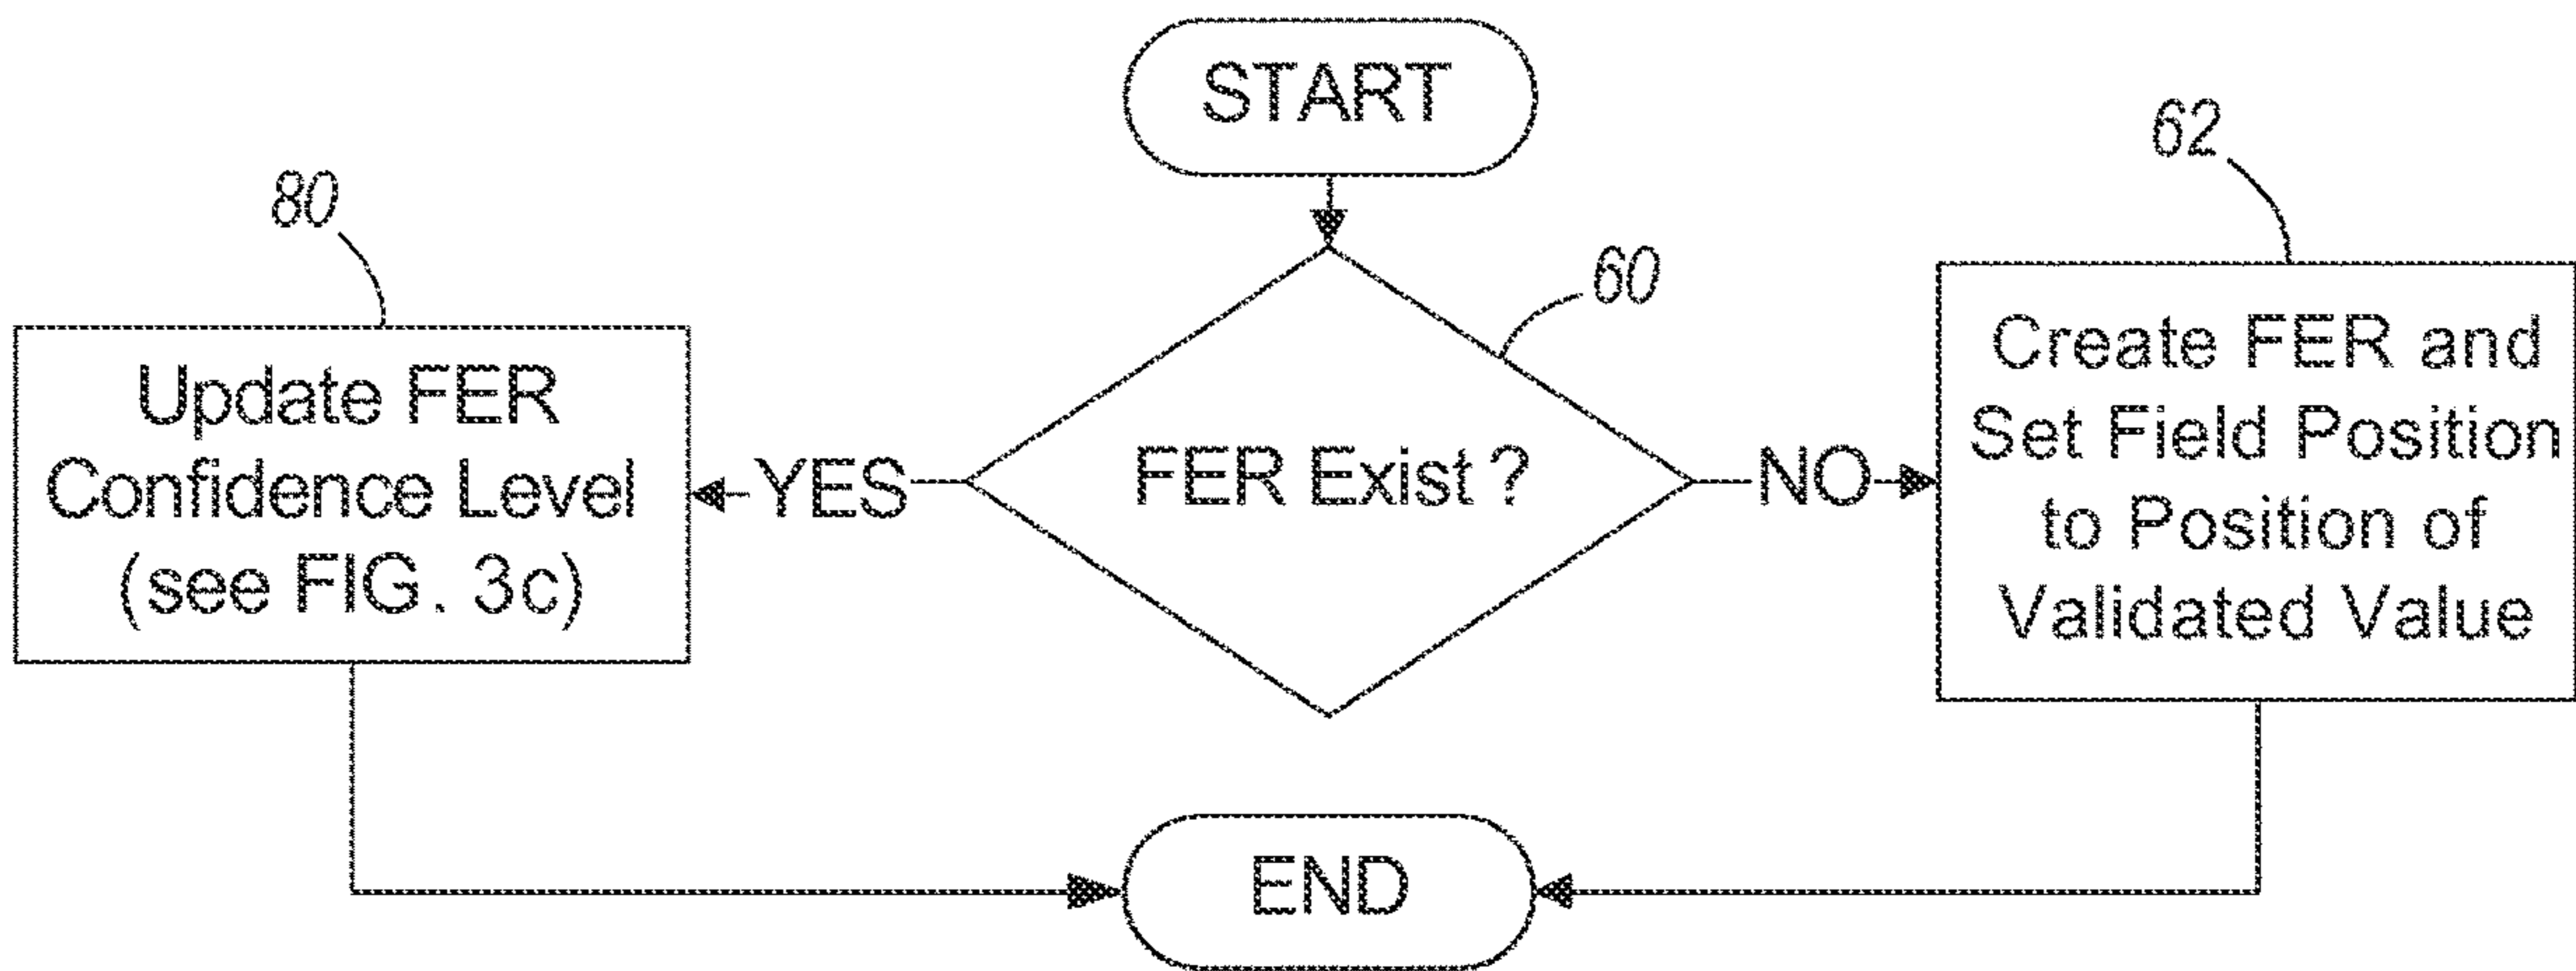 START
80
60
62
Update FER
Confidence Level
(see FIG. 3c)
YES
FER Exist ?
NO
Create FER and
Set Field Position
to Position of
Validated Value
END